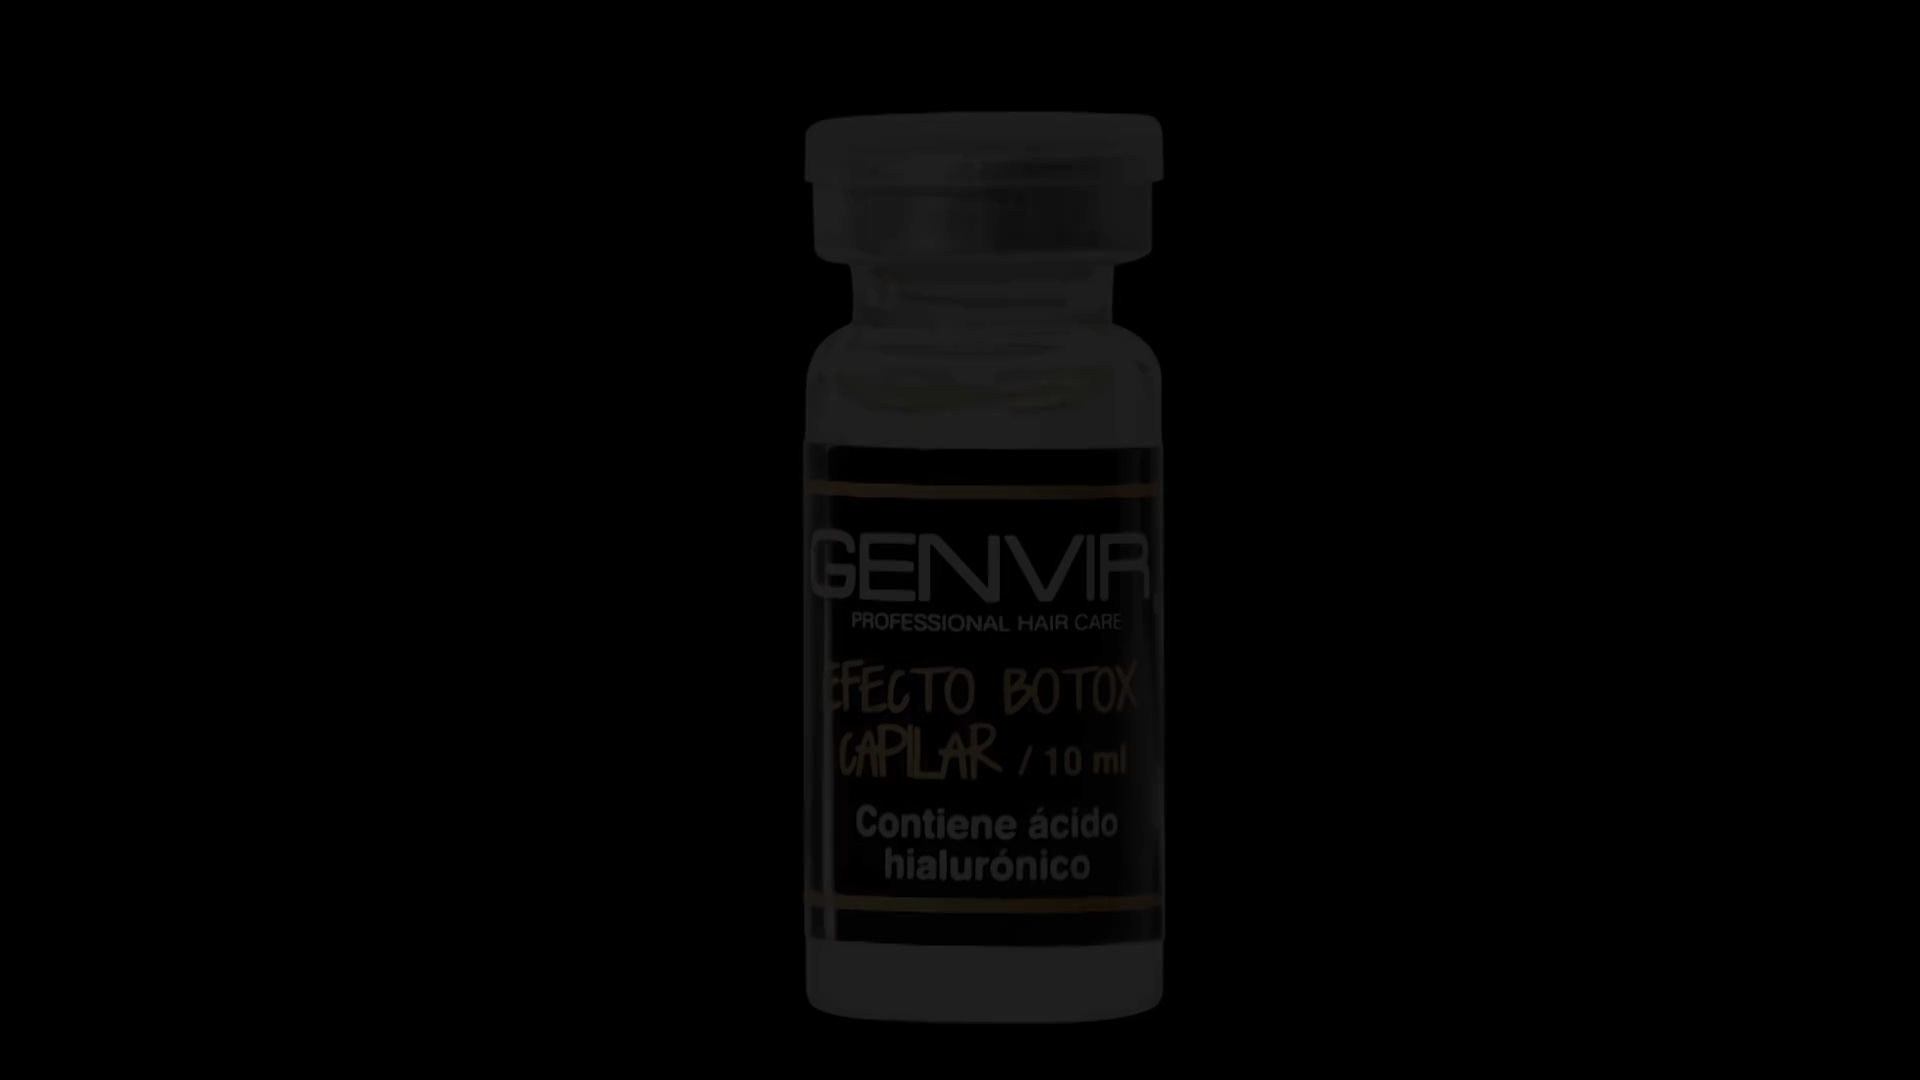 GENVIR
PROFESSIONAL HAIR CARE
EFECTO BOTOX
CAPILAR / 10 ml
Contiene ácido
hialurónico